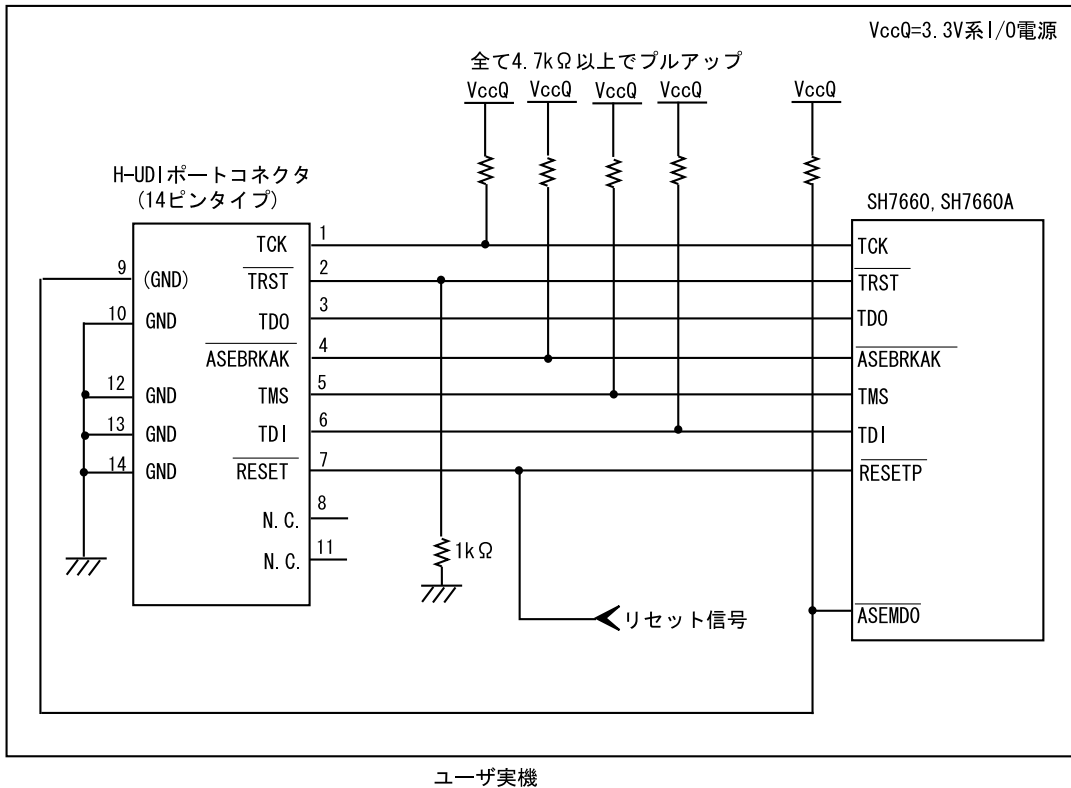 VccQ=3.3V系I/O電源
全て4.7kΩ以上でプルアップ
VccQ VccQ VccQ VccQ VccQ
H-UDIポートコネクタ
(14ピンタイプ)
SH7660, SH7660A
TCK 1 TCK
9 (GND) TRST 2 TRST
10 GND TDO 3 TDO
ASEBRKAK 4 ASEBRKAK
12 GND TMS 5 TMS
13 GND TDI 6 TDI
14 GND RESET 7 RESETP
N.C. 8
N.C. 11
1kΩ
リセット信号
ASEMD0
ユーザ実機